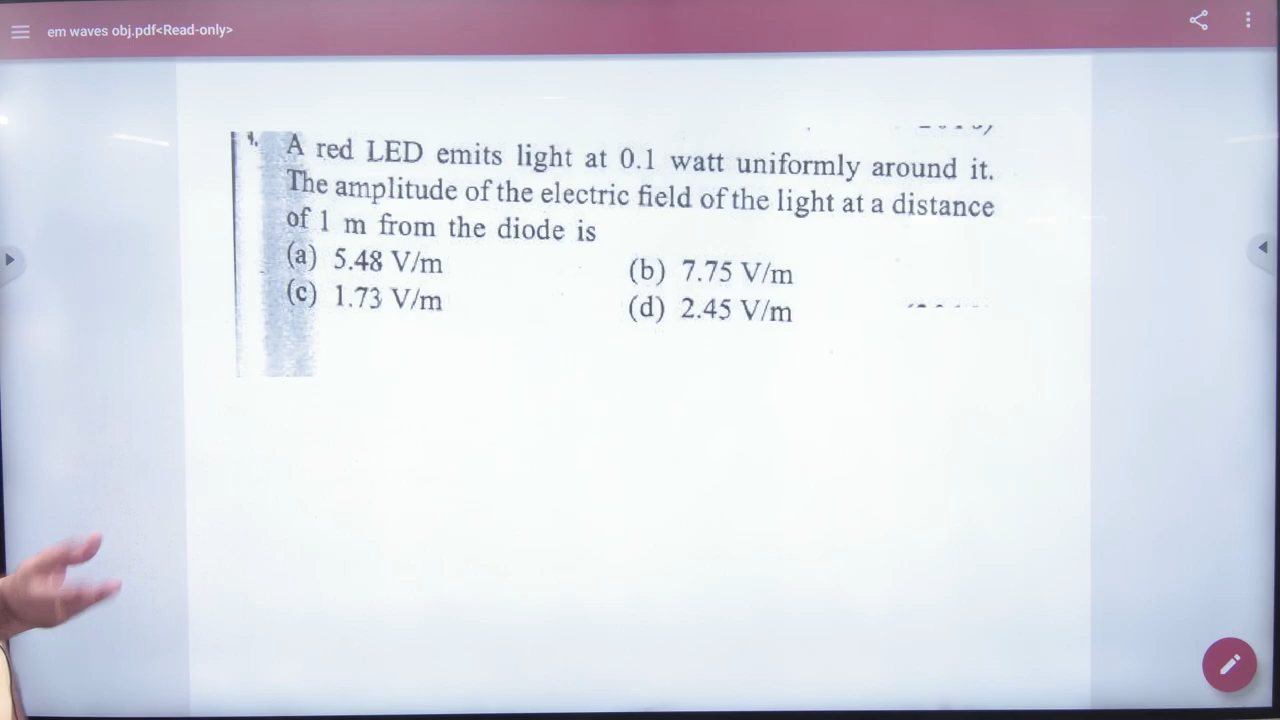 em waves obj.pdf<Read-only>
A red LED emits light at 0.1 watt uniformly around it.
The amplitude of the electric field of the light at a distance
of 1 m from the diode is
(a) 5.48 V/m (b) 7.75 V/m
(c) 1.73 V/m (d) 2.45 V/m